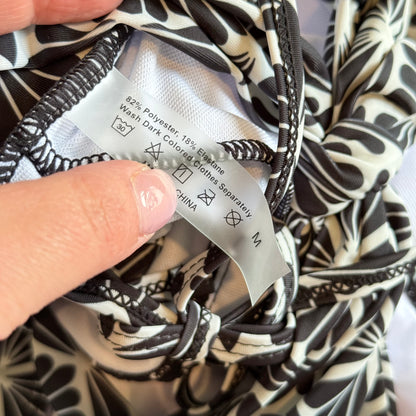 82% Polyester, 18% Elastane
Wash Dark Colored Clothes Separately
30
CHINA
M